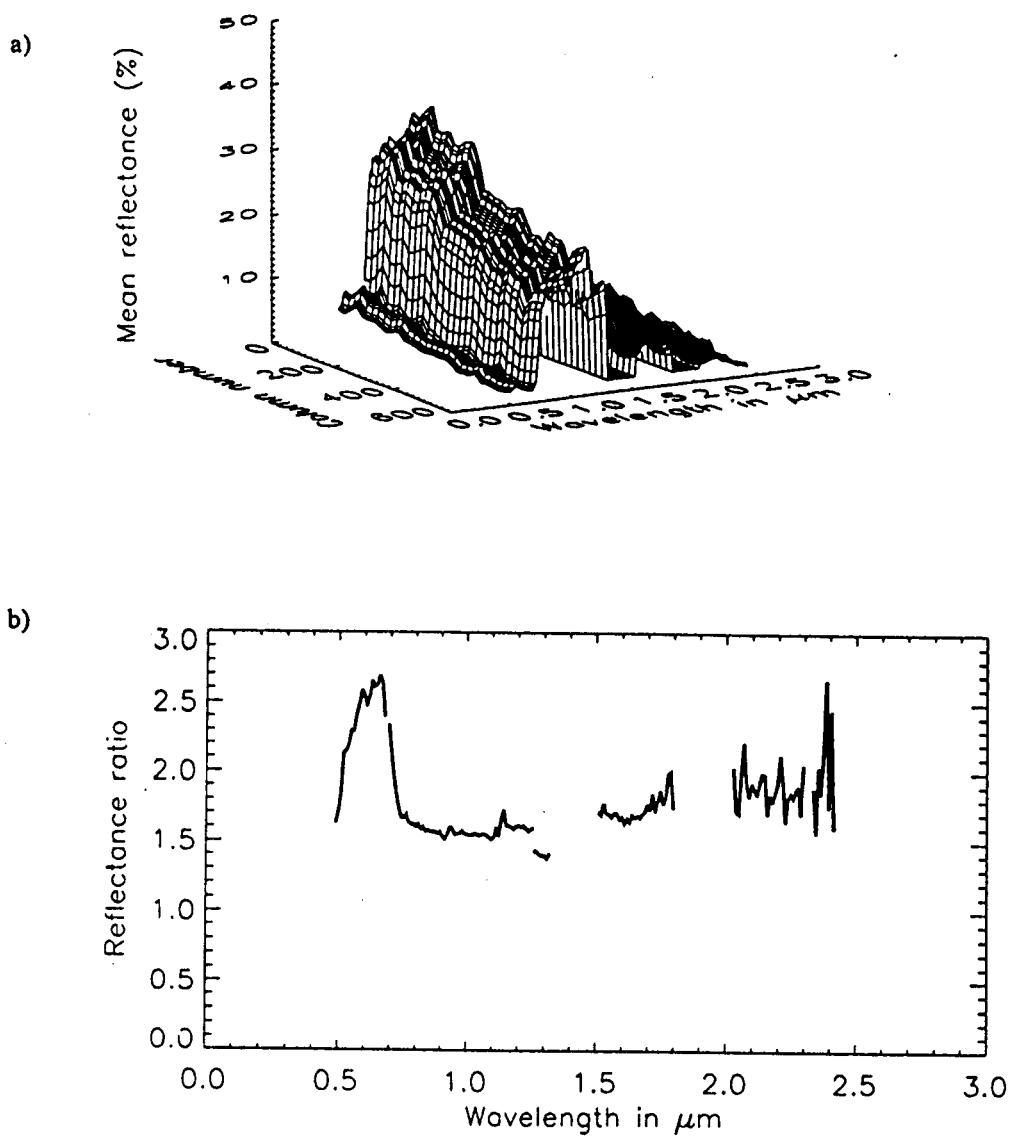 a)
Mean reflectance (%)
50
40
30
20
10
0
200
400
600
Column number
0.0 0.5 1.0 1.5 2.0 2.5 3.0
Wavelength in μm
b)
Reflectance ratio
3.0
2.5
2.0
1.5
1.0
0.5
0.0
0.0 0.5 1.0 1.5 2.0 2.5 3.0
Wavelength in μm